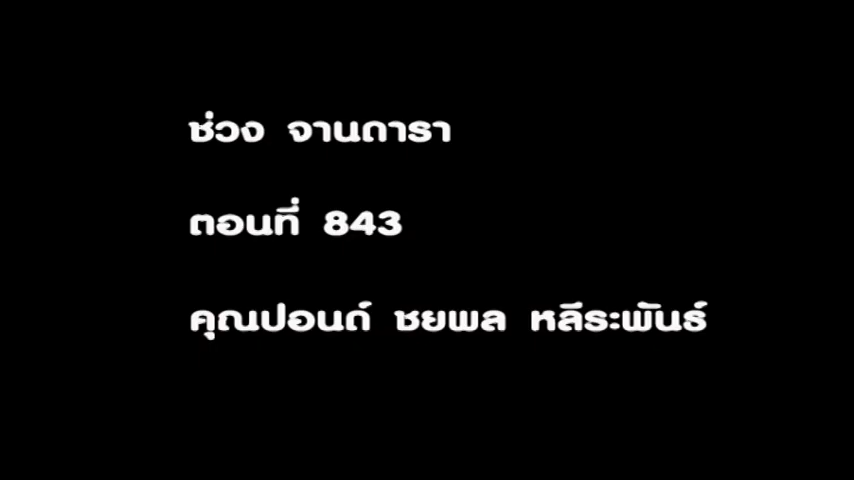 ช่วง จานดารา
ตอนที่ 843
คุณปอนด์ ชยพล หลีระพันธ์